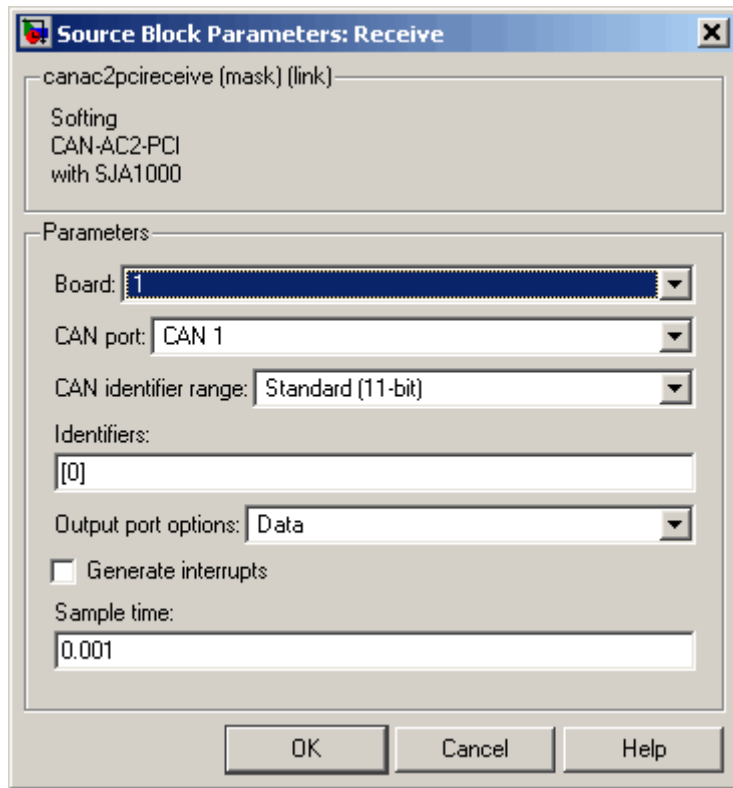 Source Block Parameters: Receive
canac2pcireceive (mask) (link)
Softing
CAN-AC2-PCI
with SJA1000
Parameters
Board: 1
CAN port: CAN 1
CAN identifier range: Standard (11-bit)
Identifiers:
[0]
Output port options: Data
Generate interrupts
Sample time:
0.001
OK Cancel Help